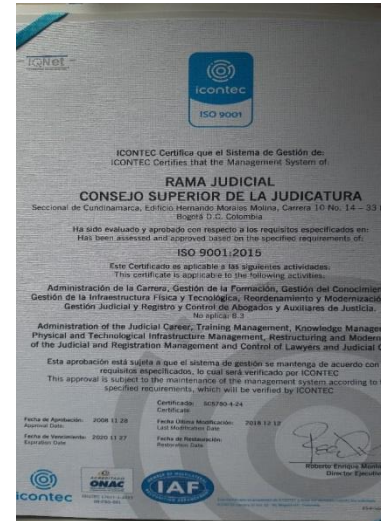 IQNet
icontec
ISO 9001
ICONTEC Certifica que el Sistema de Gestión de:
ICONTEC Certifies that the Management System of:
RAMA JUDICIAL
CONSEJO SUPERIOR DE LA JUDICATURA
Seccional de Cundinamarca, Edificio Hernando Morales Molina, Carrera 10 No. 14 – 33
Bogotá D.C. Colombia
Ha sido evaluado y aprobado con respecto a los requisitos especificados en:
Has been assessed and approved based on the specified requirements of:
ISO 9001:2015
Este Certificado es aplicable a las siguientes actividades:
This certificate is applicable to the following activities:
Administración de la Carrera, Gestión de la Formación, Gestión del Conocimien
Gestión de la Infraestructura Física y Tecnológica, Reordenamiento y Modernizació
Gestión Judicial y Registro y Control de Abogados y Auxiliares de Justicia.
No aplica: 8.3
Administration of the Judicial Career, Training Management, Knowledge Manage
Physical and Technological Infrastructure Management, Restructuring and Modern
of the Judicial and Registration Management and Control of Lawyers and Judicial
Esta aprobación está sujeta a que el sistema de gestión se mantenga de acuerdo con
requisitos especificados, lo cual será verificado por ICONTEC
This approval is subject to the maintenance of the management system according to
specified requirements, which will be verified by ICONTEC
Certificado: SC5780-4-24
Certificate
Fecha de Aprobación: 2008 11 28
Approval Date:
Fecha Última Modificación: 2018 12 12
Last Modification Date
Fecha de Vencimiento: 2020 11 27
Expiration Date
Fecha de Restauración:
Restoration Date:
Roberto Enrique Mont
Director Ejecutiv
icontec
ONAC
IAF